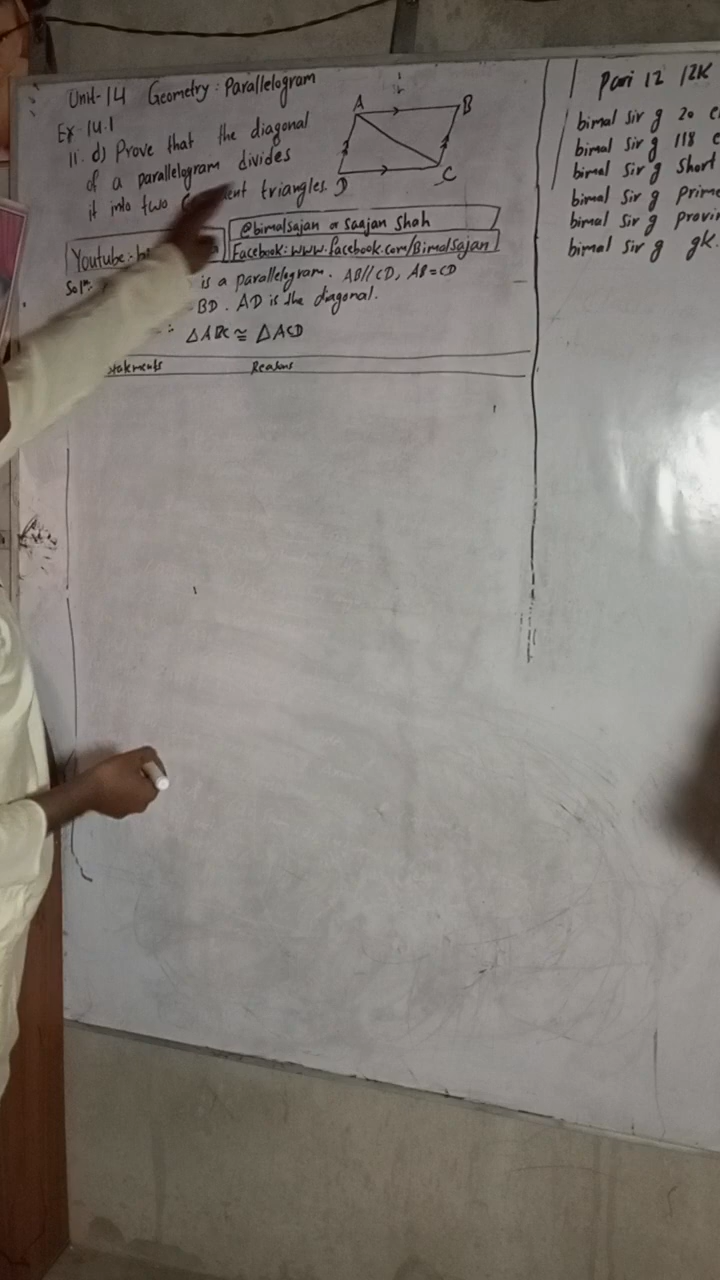 Unit-14 Geometry: Parallelogram
Ex-14.1
11. d) Prove that the diagonal
of a parallelogram divides
it into two triangles.
A B
D C
@bimalsajan or Saajan Shah
Youtube:-
Facebook:www.facebook.com/BimalSajan
Solⁿ: is a parallelogram. AB//CD, AB=CD
BD. AD is the diagonal.
∴ △ABC ≅ △ACD
Statements Reasons
Pari 12 12K
bimal Sir g 20
bimal Sir g 118
bimal Sir g Short
bimal Sir g
bimal Sir g
bimal Sir g gk.